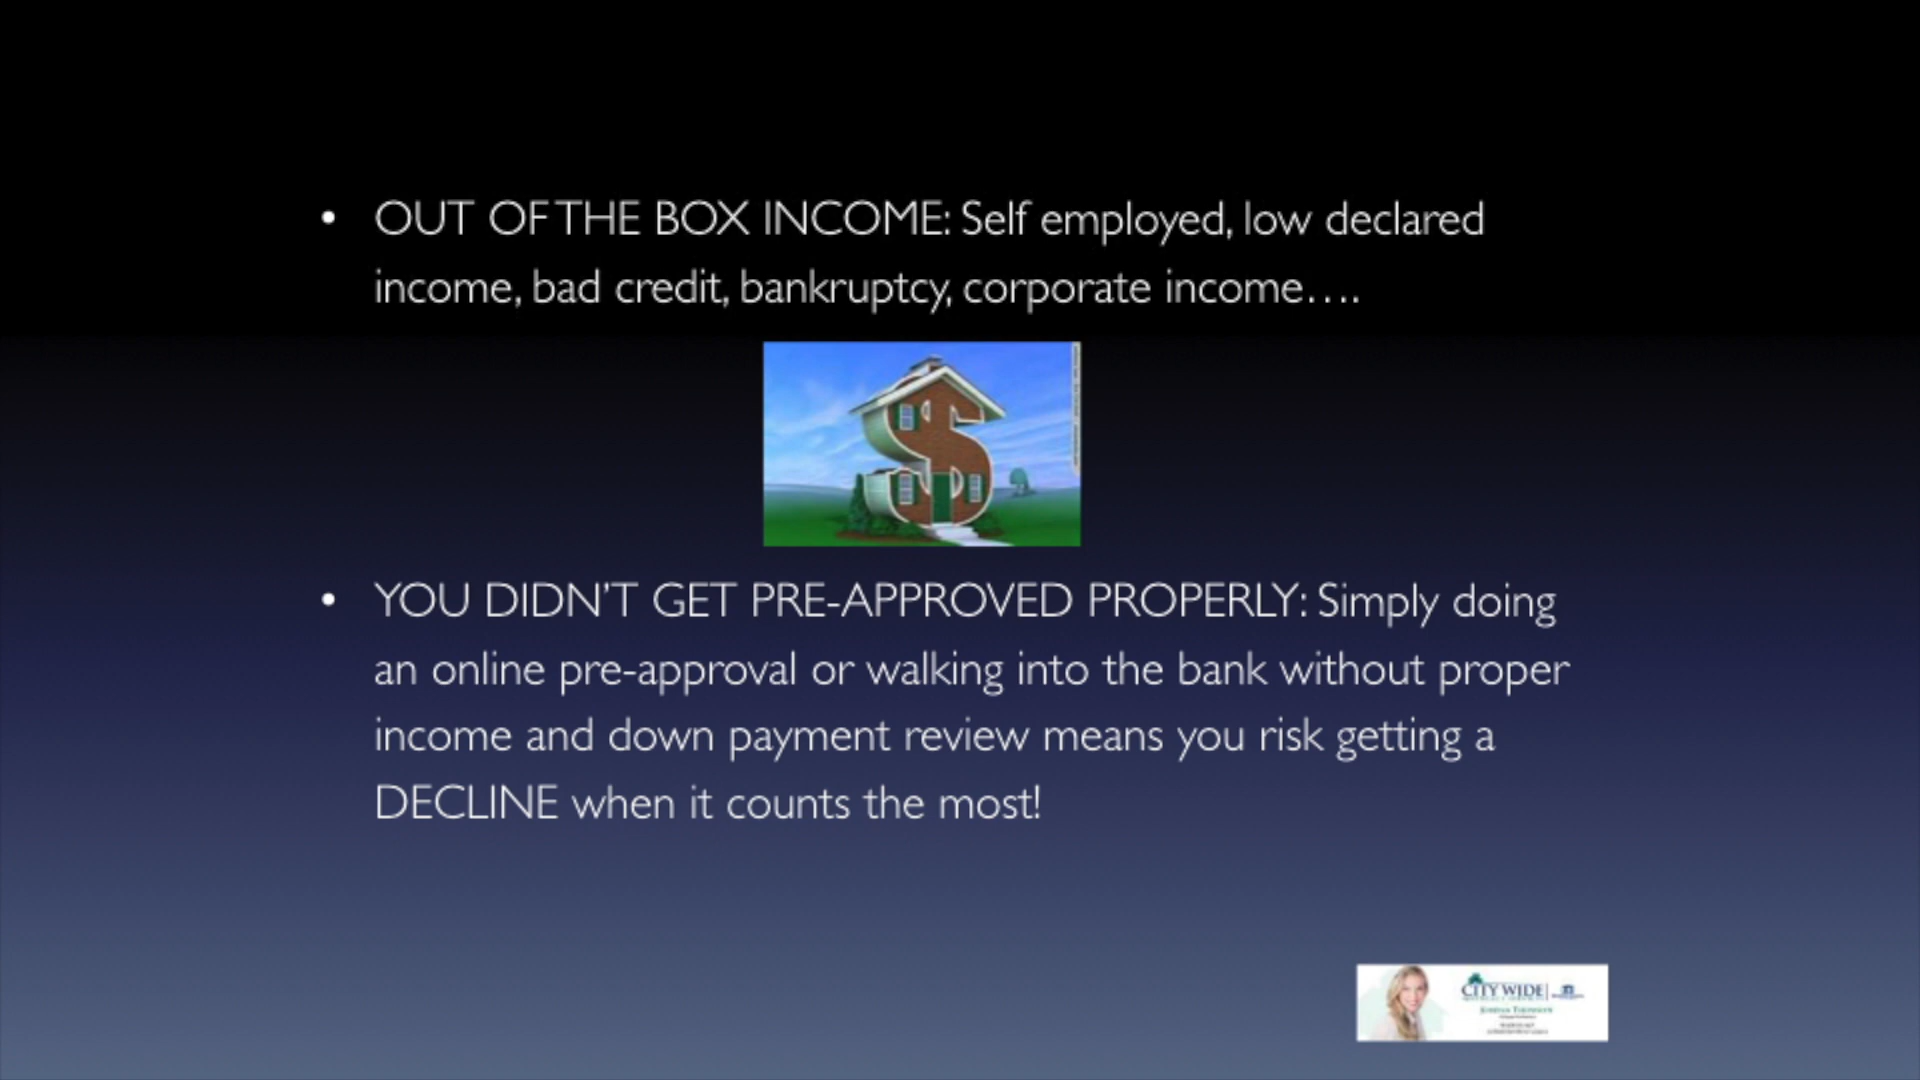 • OUT OF THE BOX INCOME: Self employed, low declared
income, bad credit, bankruptcy, corporate income….
• YOU DIDN'T GET PRE-APPROVED PROPERLY: Simply doing
an online pre-approval or walking into the bank without proper
income and down payment review means you risk getting a
DECLINE when it counts the most!
CITY WIDE